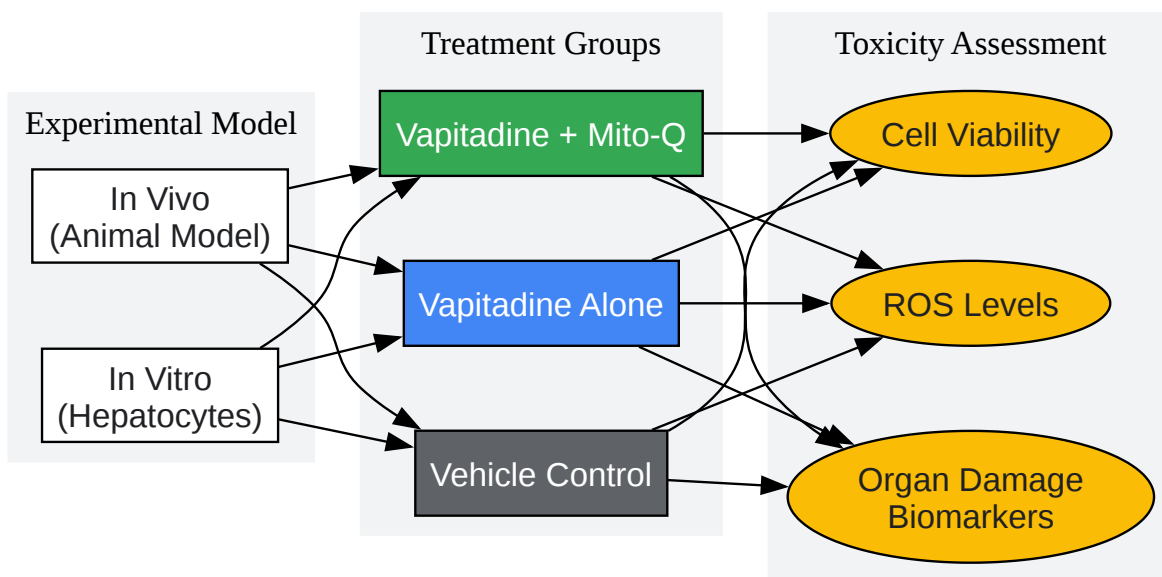 Experimental Model
In Vivo
(Animal Model)
In Vitro
(Hepatocytes)
Treatment Groups
Vapitadine + Mito-Q
Vapitadine Alone
Vehicle Control
Toxicity Assessment
Cell Viability
ROS Levels
Organ Damage
Biomarkers